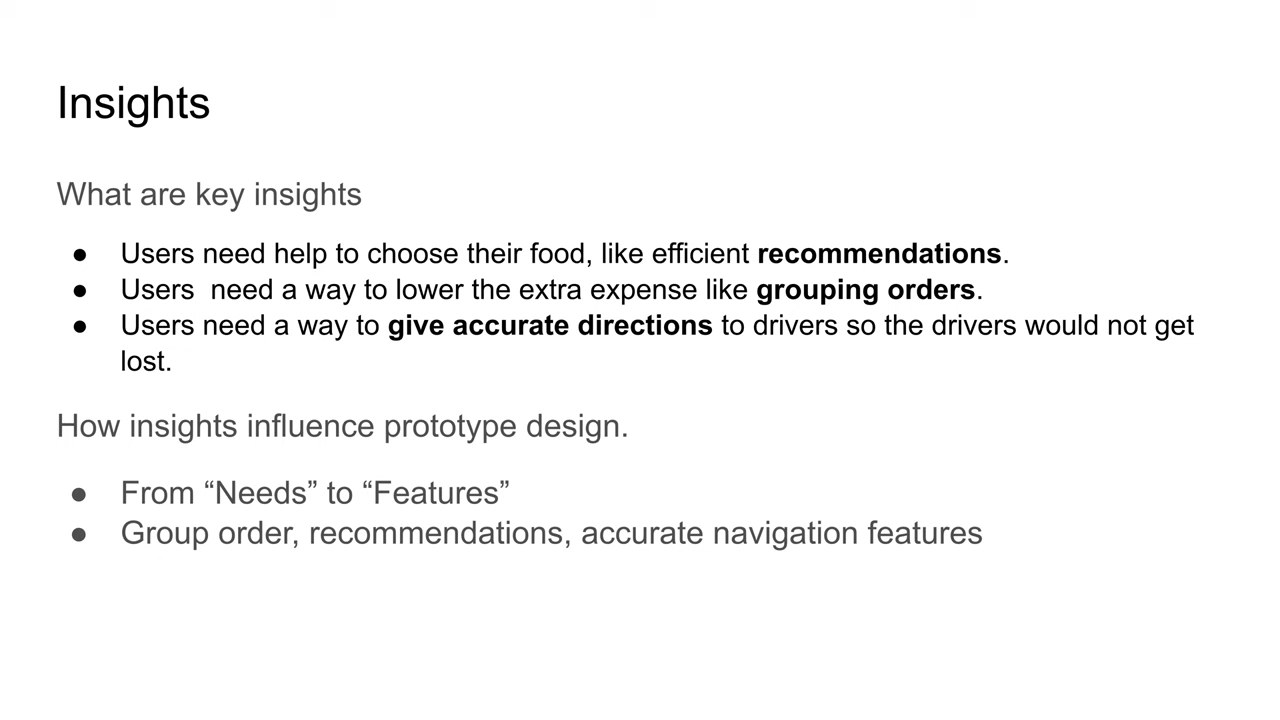 Insights
What are key insights
● Users need help to choose their food, like efficient recommendations.
● Users  need a way to lower the extra expense like grouping orders.
● Users need a way to give accurate directions to drivers so the drivers would not get
lost.
How insights influence prototype design.
● From “Needs” to “Features”
● Group order, recommendations, accurate navigation features